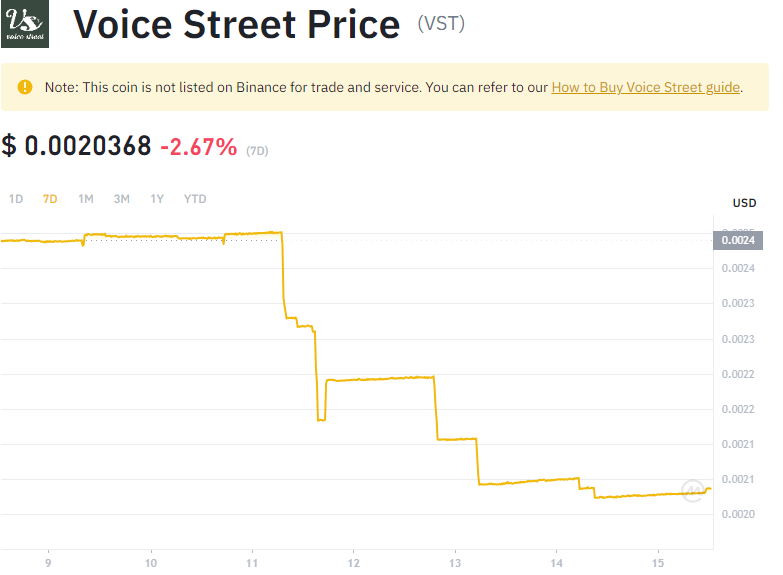 Vs
voice street
Voice Street Price (VST)
Note: This coin is not listed on Binance for trade and service. You can refer to our How to Buy Voice Street guide.
$ 0.0020368 -2.67% (7D)
1D 7D 1M 3M 1Y YTD
USD
0.0024
0.0024
0.0023
0.0023
0.0022
0.0022
0.0021
0.0021
0.0020
9 10 11 12 13 14 15